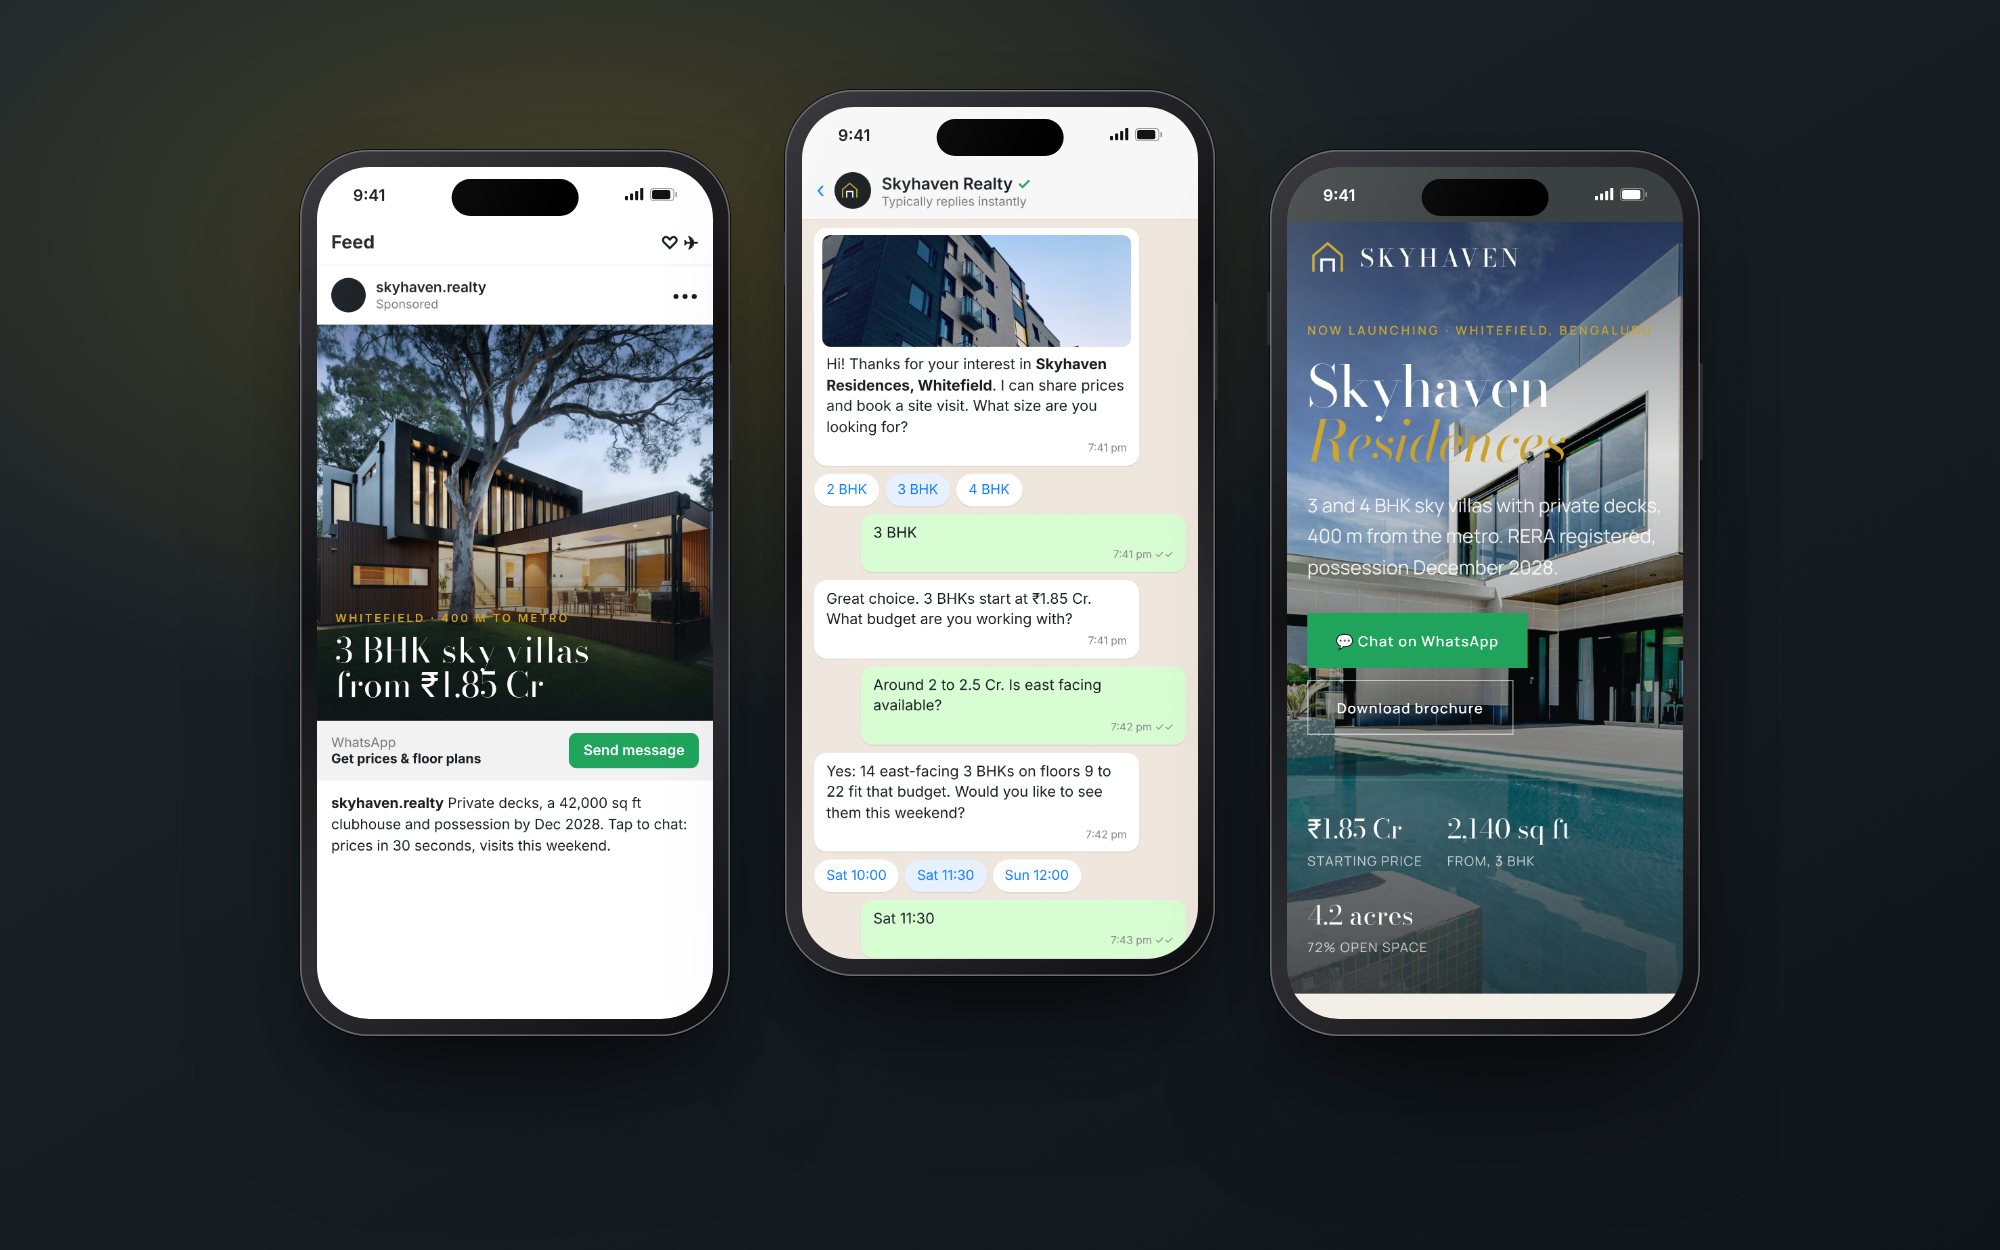 9:41
Feed
skyhaven.realty
Sponsored
WHITEFIELD · 400 M TO METRO
3 BHK sky villas
from ₹1.85 Cr
WhatsApp
Get prices & floor plans
Send message
skyhaven.realty Private decks, a 42,000 sq ft
clubhouse and possession by Dec 2028. Tap to chat:
prices in 30 seconds, visits this weekend.
9:41
Skyhaven Realty ✓
Typically replies instantly
Hi! Thanks for your interest in Skyhaven
Residences, Whitefield. I can share prices
and book a site visit. What size are you
looking for?
7:41 pm
2 BHK
3 BHK
4 BHK
3 BHK
7:41 pm ✓✓
Great choice. 3 BHKs start at ₹1.85 Cr.
What budget are you working with?
7:41 pm
Around 2 to 2.5 Cr. Is east facing
available?
7:42 pm ✓✓
Yes: 14 east-facing 3 BHKs on floors 9 to
22 fit that budget. Would you like to see
them this weekend?
7:42 pm
Sat 10:00
Sat 11:30
Sun 12:00
Sat 11:30
7:43 pm ✓✓
9:41
SKYHAVEN
NOW LAUNCHING · WHITEFIELD, BENGALURU
Skyhaven
Residences
3 and 4 BHK sky villas with private decks,
400 m from the metro. RERA registered,
possession December 2028.
💬 Chat on WhatsApp
Download brochure
₹1.85 Cr
STARTING PRICE
2,140 sq ft
FROM, 3 BHK
4.2 acres
72% OPEN SPACE